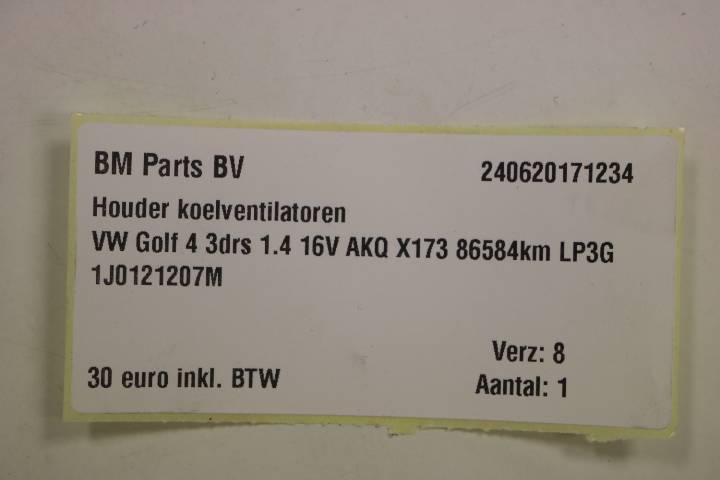 BM Parts BV 240620171234
Houder koelventilatoren
VW Golf 4 3drs 1.4 16V AKQ X173 86584km LP3G
1J0121207M
Verz: 8
30 euro inkl. BTW Aantal: 1